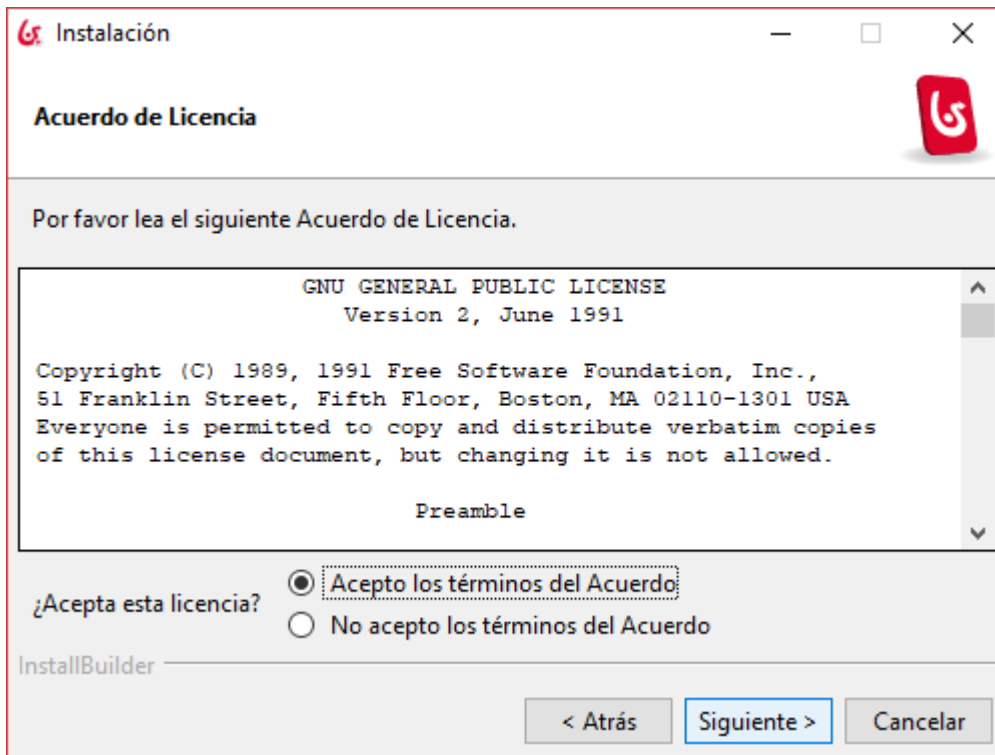 Instalación
Acuerdo de Licencia
Por favor lea el siguiente Acuerdo de Licencia.
GNU GENERAL PUBLIC LICENSE
Version 2, June 1991
Copyright (C) 1989, 1991 Free Software Foundation, Inc.,
51 Franklin Street, Fifth Floor, Boston, MA 02110-1301 USA
Everyone is permitted to copy and distribute verbatim copies
of this license document, but changing it is not allowed.
Preamble
¿Acepta esta licencia?
Acepto los términos del Acuerdo
No acepto los términos del Acuerdo
InstallBuilder
< Atrás
Siguiente >
Cancelar